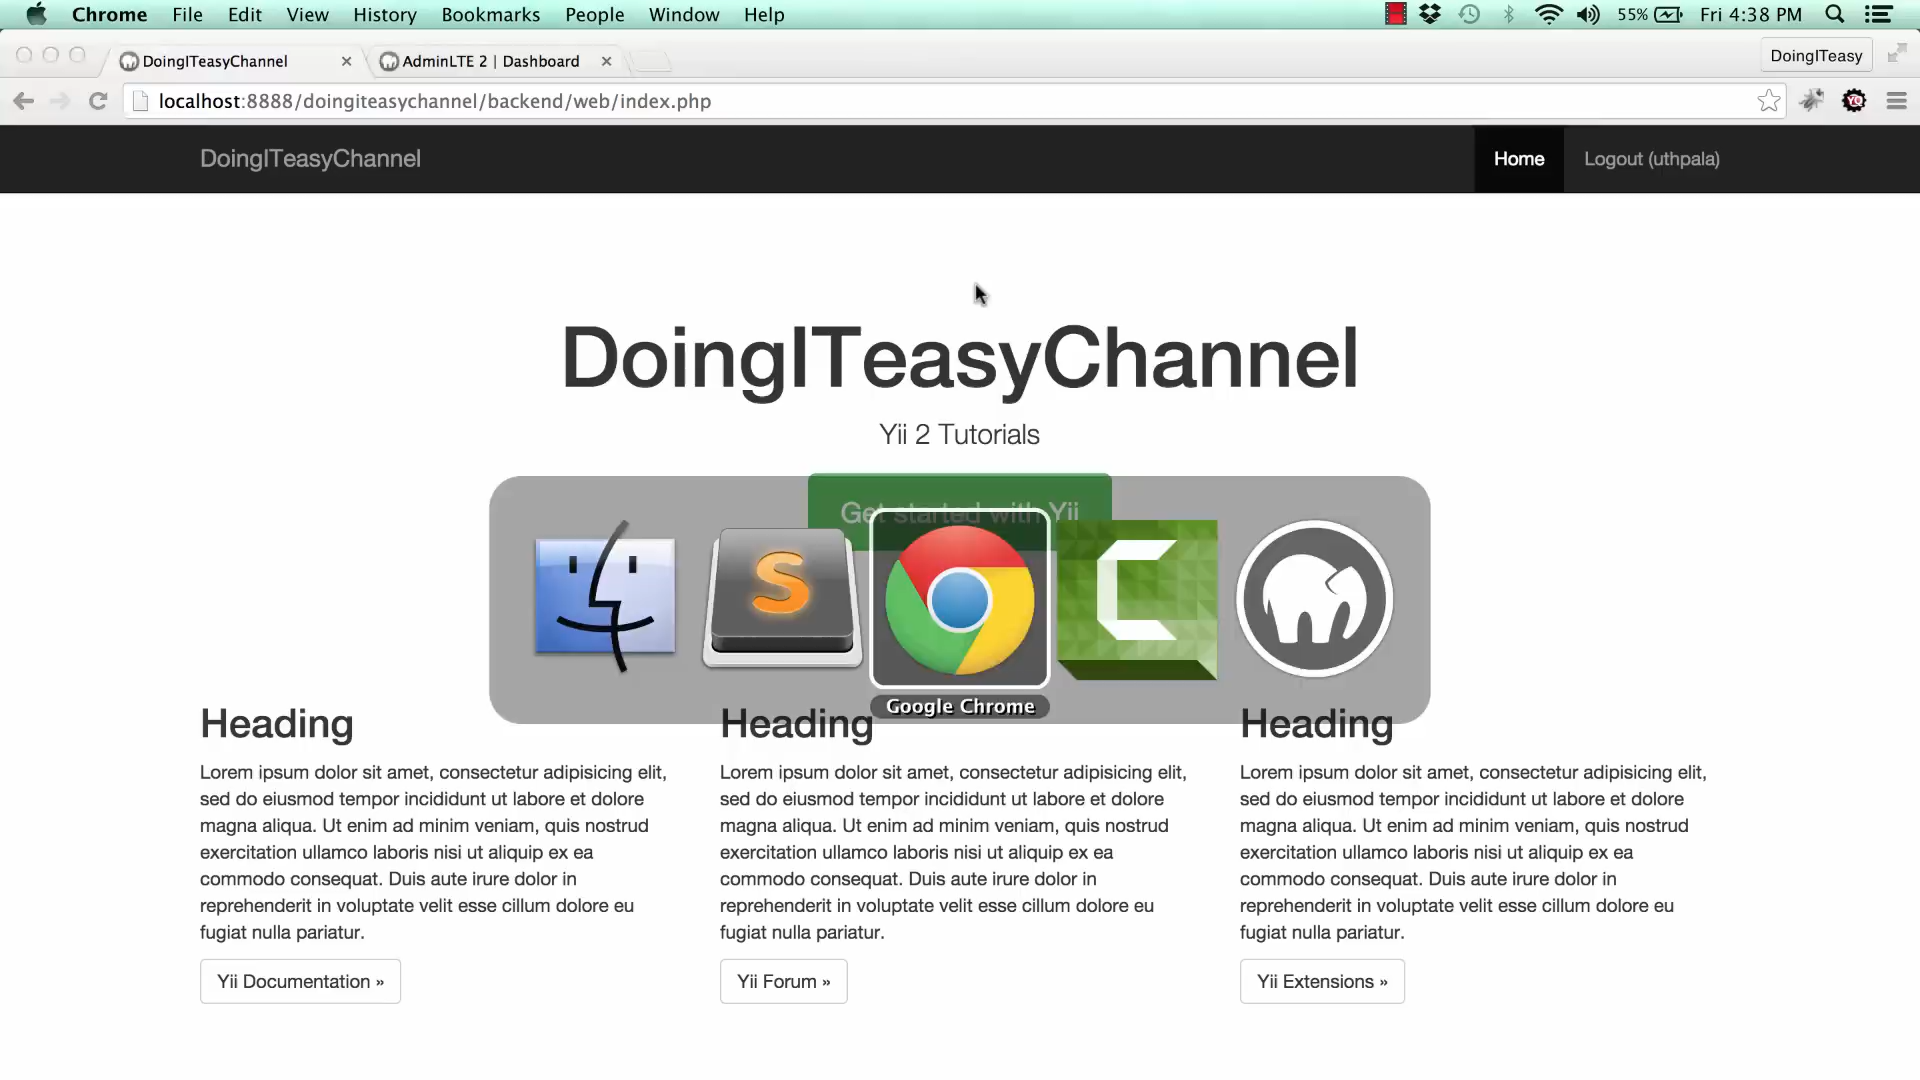 Chrome File Edit View History Bookmarks People Window Help 55% Fri 4:38 PM
DoingITeasyChannel AdminLTE 2 | Dashboard DoingITeasy
localhost:8888/doingiteasychannel/backend/web/index.php
DoingITeasyChannel Home Logout (uthpala)
DoingITeasyChannel
Yii 2 Tutorials
Get started with Yii
Google Chrome
Heading
Lorem ipsum dolor sit amet, consectetur adipisicing elit,
sed do eiusmod tempor incididunt ut labore et dolore
magna aliqua. Ut enim ad minim veniam, quis nostrud
exercitation ullamco laboris nisi ut aliquip ex ea
commodo consequat. Duis aute irure dolor in
reprehenderit in voluptate velit esse cillum dolore eu
fugiat nulla pariatur.
Yii Documentation »
Heading
Lorem ipsum dolor sit amet, consectetur adipisicing elit,
sed do eiusmod tempor incididunt ut labore et dolore
magna aliqua. Ut enim ad minim veniam, quis nostrud
exercitation ullamco laboris nisi ut aliquip ex ea
commodo consequat. Duis aute irure dolor in
reprehenderit in voluptate velit esse cillum dolore eu
fugiat nulla pariatur.
Yii Forum »
Heading
Lorem ipsum dolor sit amet, consectetur adipisicing elit,
sed do eiusmod tempor incididunt ut labore et dolore
magna aliqua. Ut enim ad minim veniam, quis nostrud
exercitation ullamco laboris nisi ut aliquip ex ea
commodo consequat. Duis aute irure dolor in
reprehenderit in voluptate velit esse cillum dolore eu
fugiat nulla pariatur.
Yii Extensions »